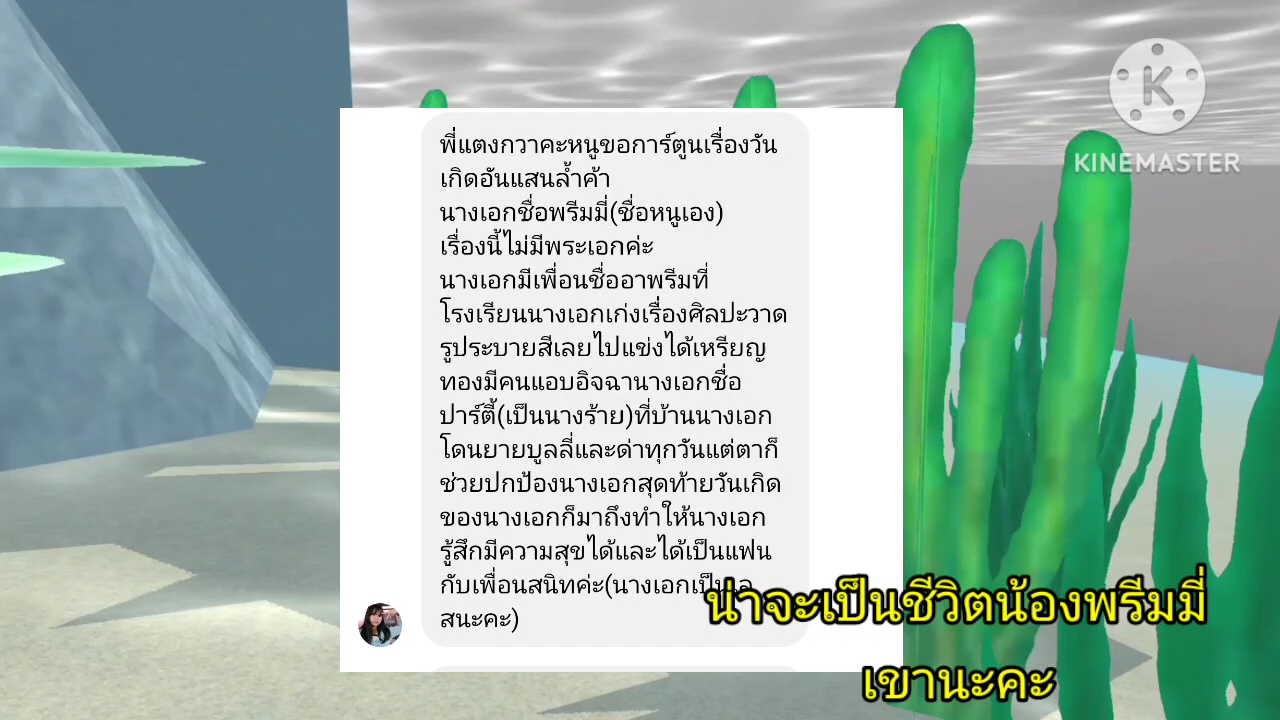 พี่แตงกวาคะหนูขอการ์ตูนเรื่องวัน
เกิดอันแสนล้ำค้า
นางเอกชื่อพรีมมี่(ชื่อหนูเอง)
เรื่องนี้ไม่มีพระเอกค่ะ
นางเอกมีเพื่อนชื่ออาพรีมที่
โรงเรียนนางเอกเก่งเรื่องศิลปะวาด
รูประบายสีเลยไปแข่งได้เหรียญ
ทองมีคนแอบอิจฉานางเอกชื่อ
ปาร์ตี้(เป็นนางร้าย)ที่บ้านนางเอก
โดนยายบูลลี่และด่าทุกวันแต่ตาก็
ช่วยปกป้องนางเอกสุดท้ายวันเกิด
ของนางเอกก็มาถึงทำให้นางเอก
รู้สึกมีความสุขได้และได้เป็นแฟน
กับเพื่อนสนิทค่ะ(นางเอกเป็น
สนะคะ)
น่าจะเป็นชีวิตน้องพรีมมี่
เขานะคะ
KINEMASTER